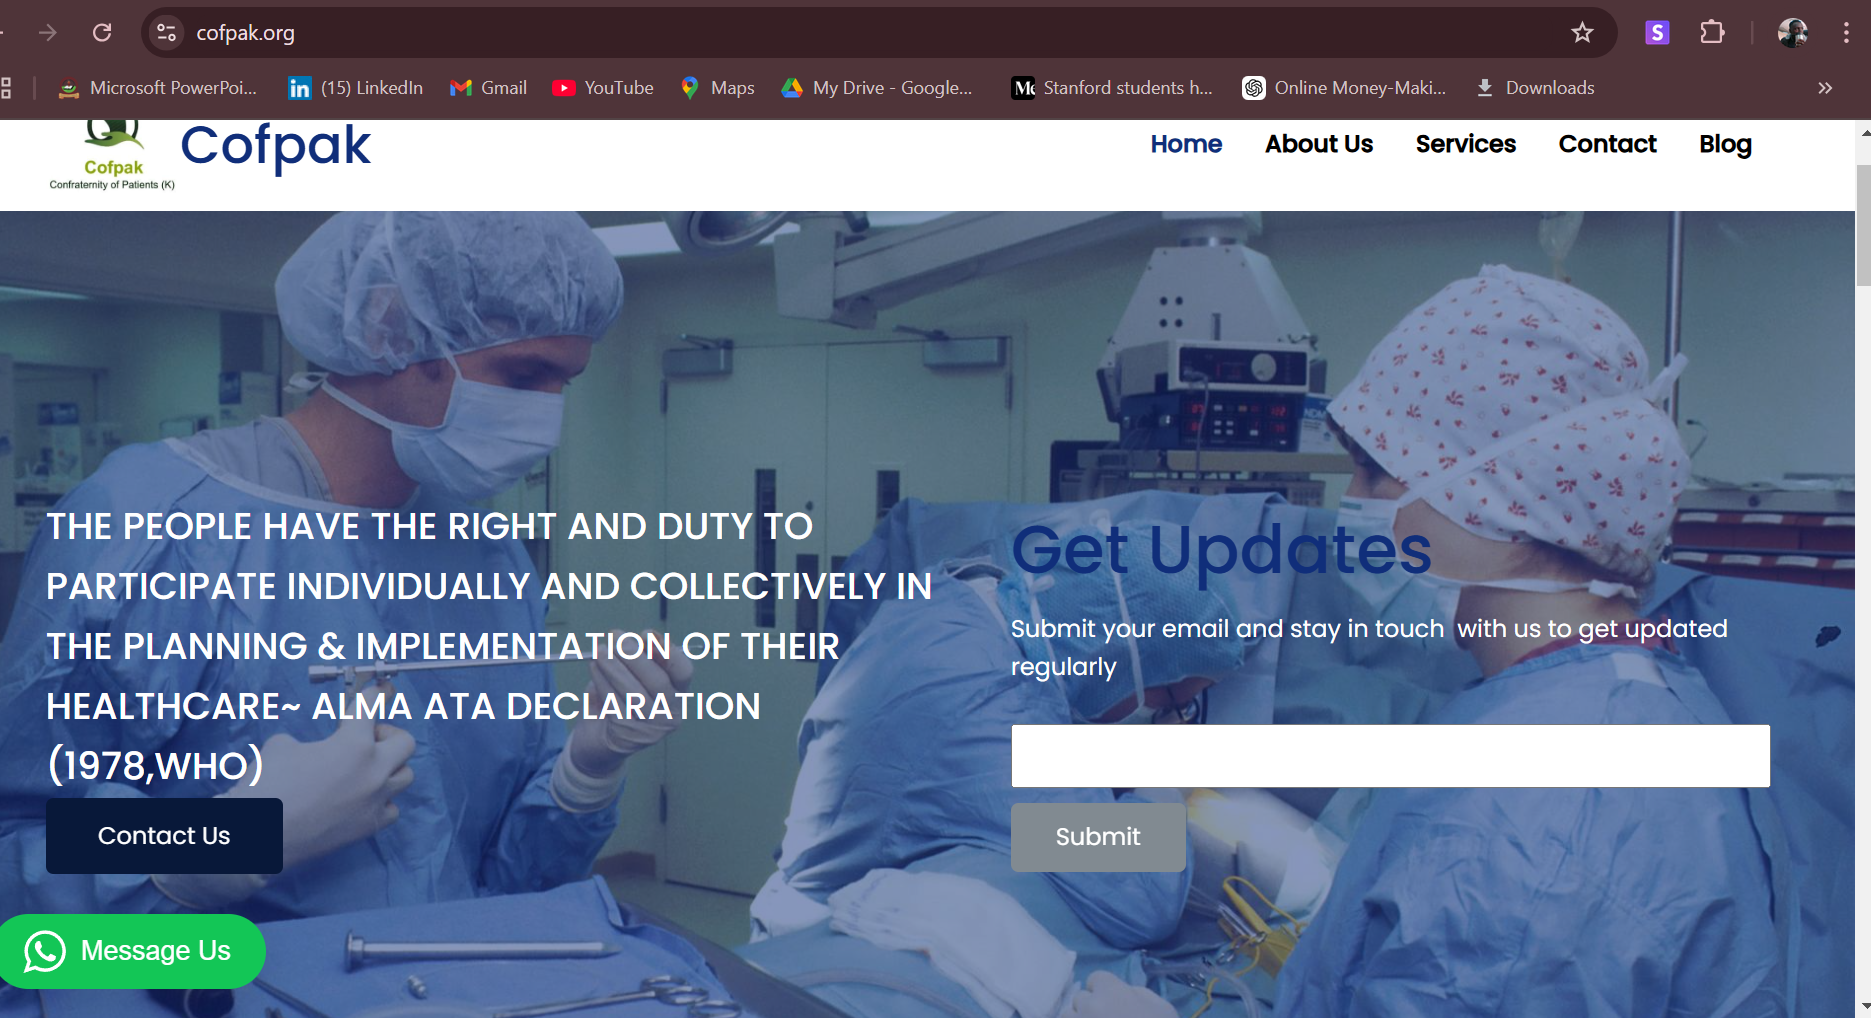 cofpak.org
Microsoft PowerPoi...
(15) LinkedIn
Gmail
YouTube
Maps
My Drive - Google...
Stanford students h...
Online Money-Maki...
Downloads
Cofpak
Confraternity of Patients (K)
Cofpak
Home
About Us
Services
Contact
Blog
THE PEOPLE HAVE THE RIGHT AND DUTY TO
PARTICIPATE INDIVIDUALLY AND COLLECTIVELY IN
THE PLANNING & IMPLEMENTATION OF THEIR
HEALTHCARE~ ALMA ATA DECLARATION
(1978,WHO)
Contact Us
Message Us
Get Updates
Submit your email and stay in touch with us to get updated
regularly
Submit